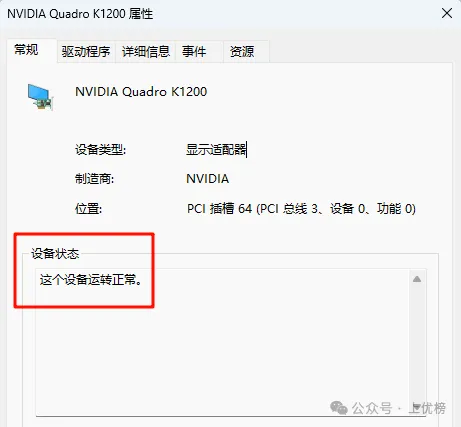 NVIDIA Quadro K1200 属性
常规 驱动程序 详细信息 事件 资源
NVIDIA Quadro K1200
设备类型: 显示适配器
制造商: NVIDIA
位置: PCI 插槽 64 (PCI 总线 3、设备 0、功能 0)
设备状态
这个设备运转正常。
公众号 · 上优榜